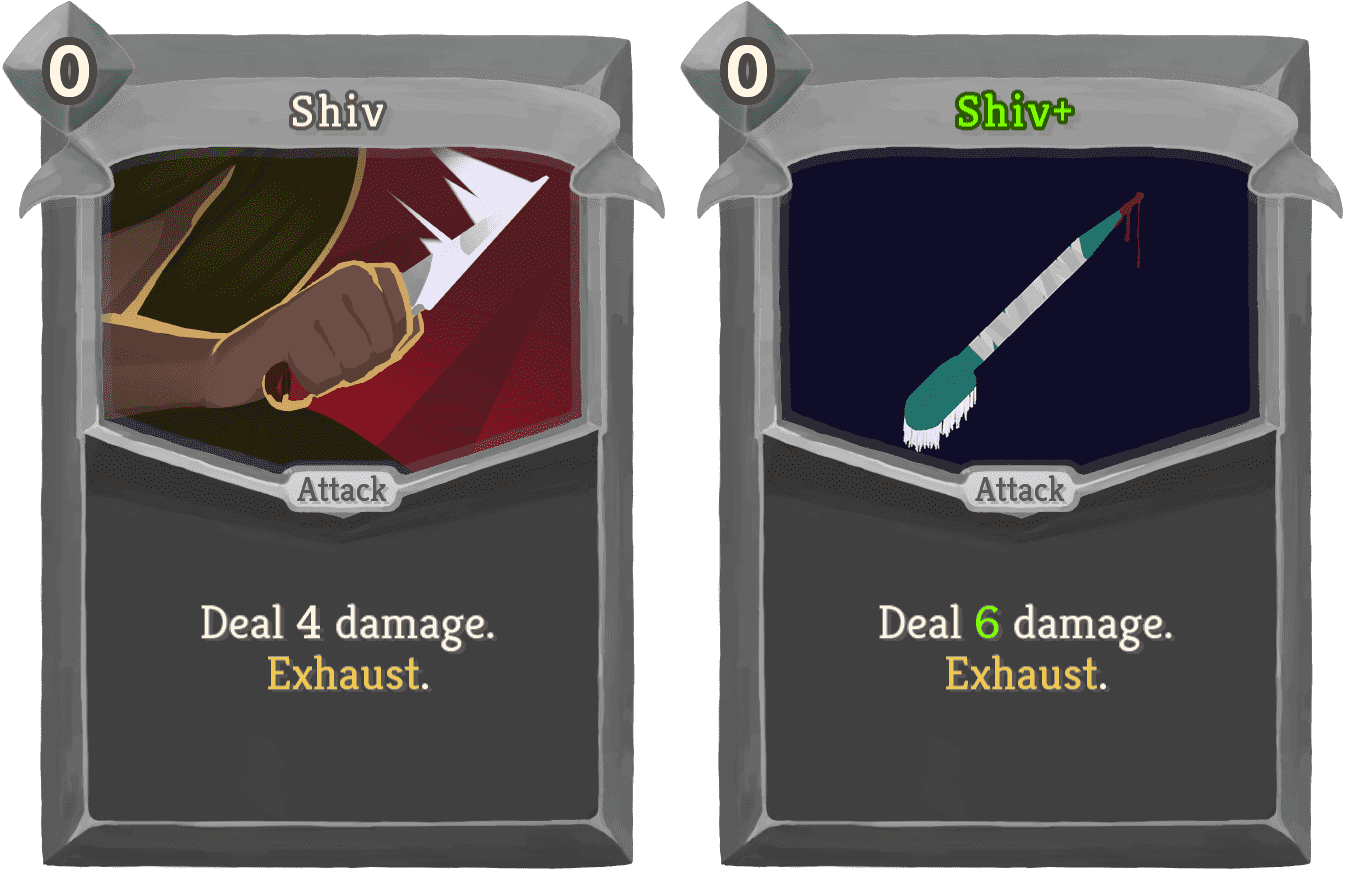 0
Shiv
Attack
Deal 4 damage.
Exhaust.
0
Shiv+
Attack
Deal 6 damage.
Exhaust.